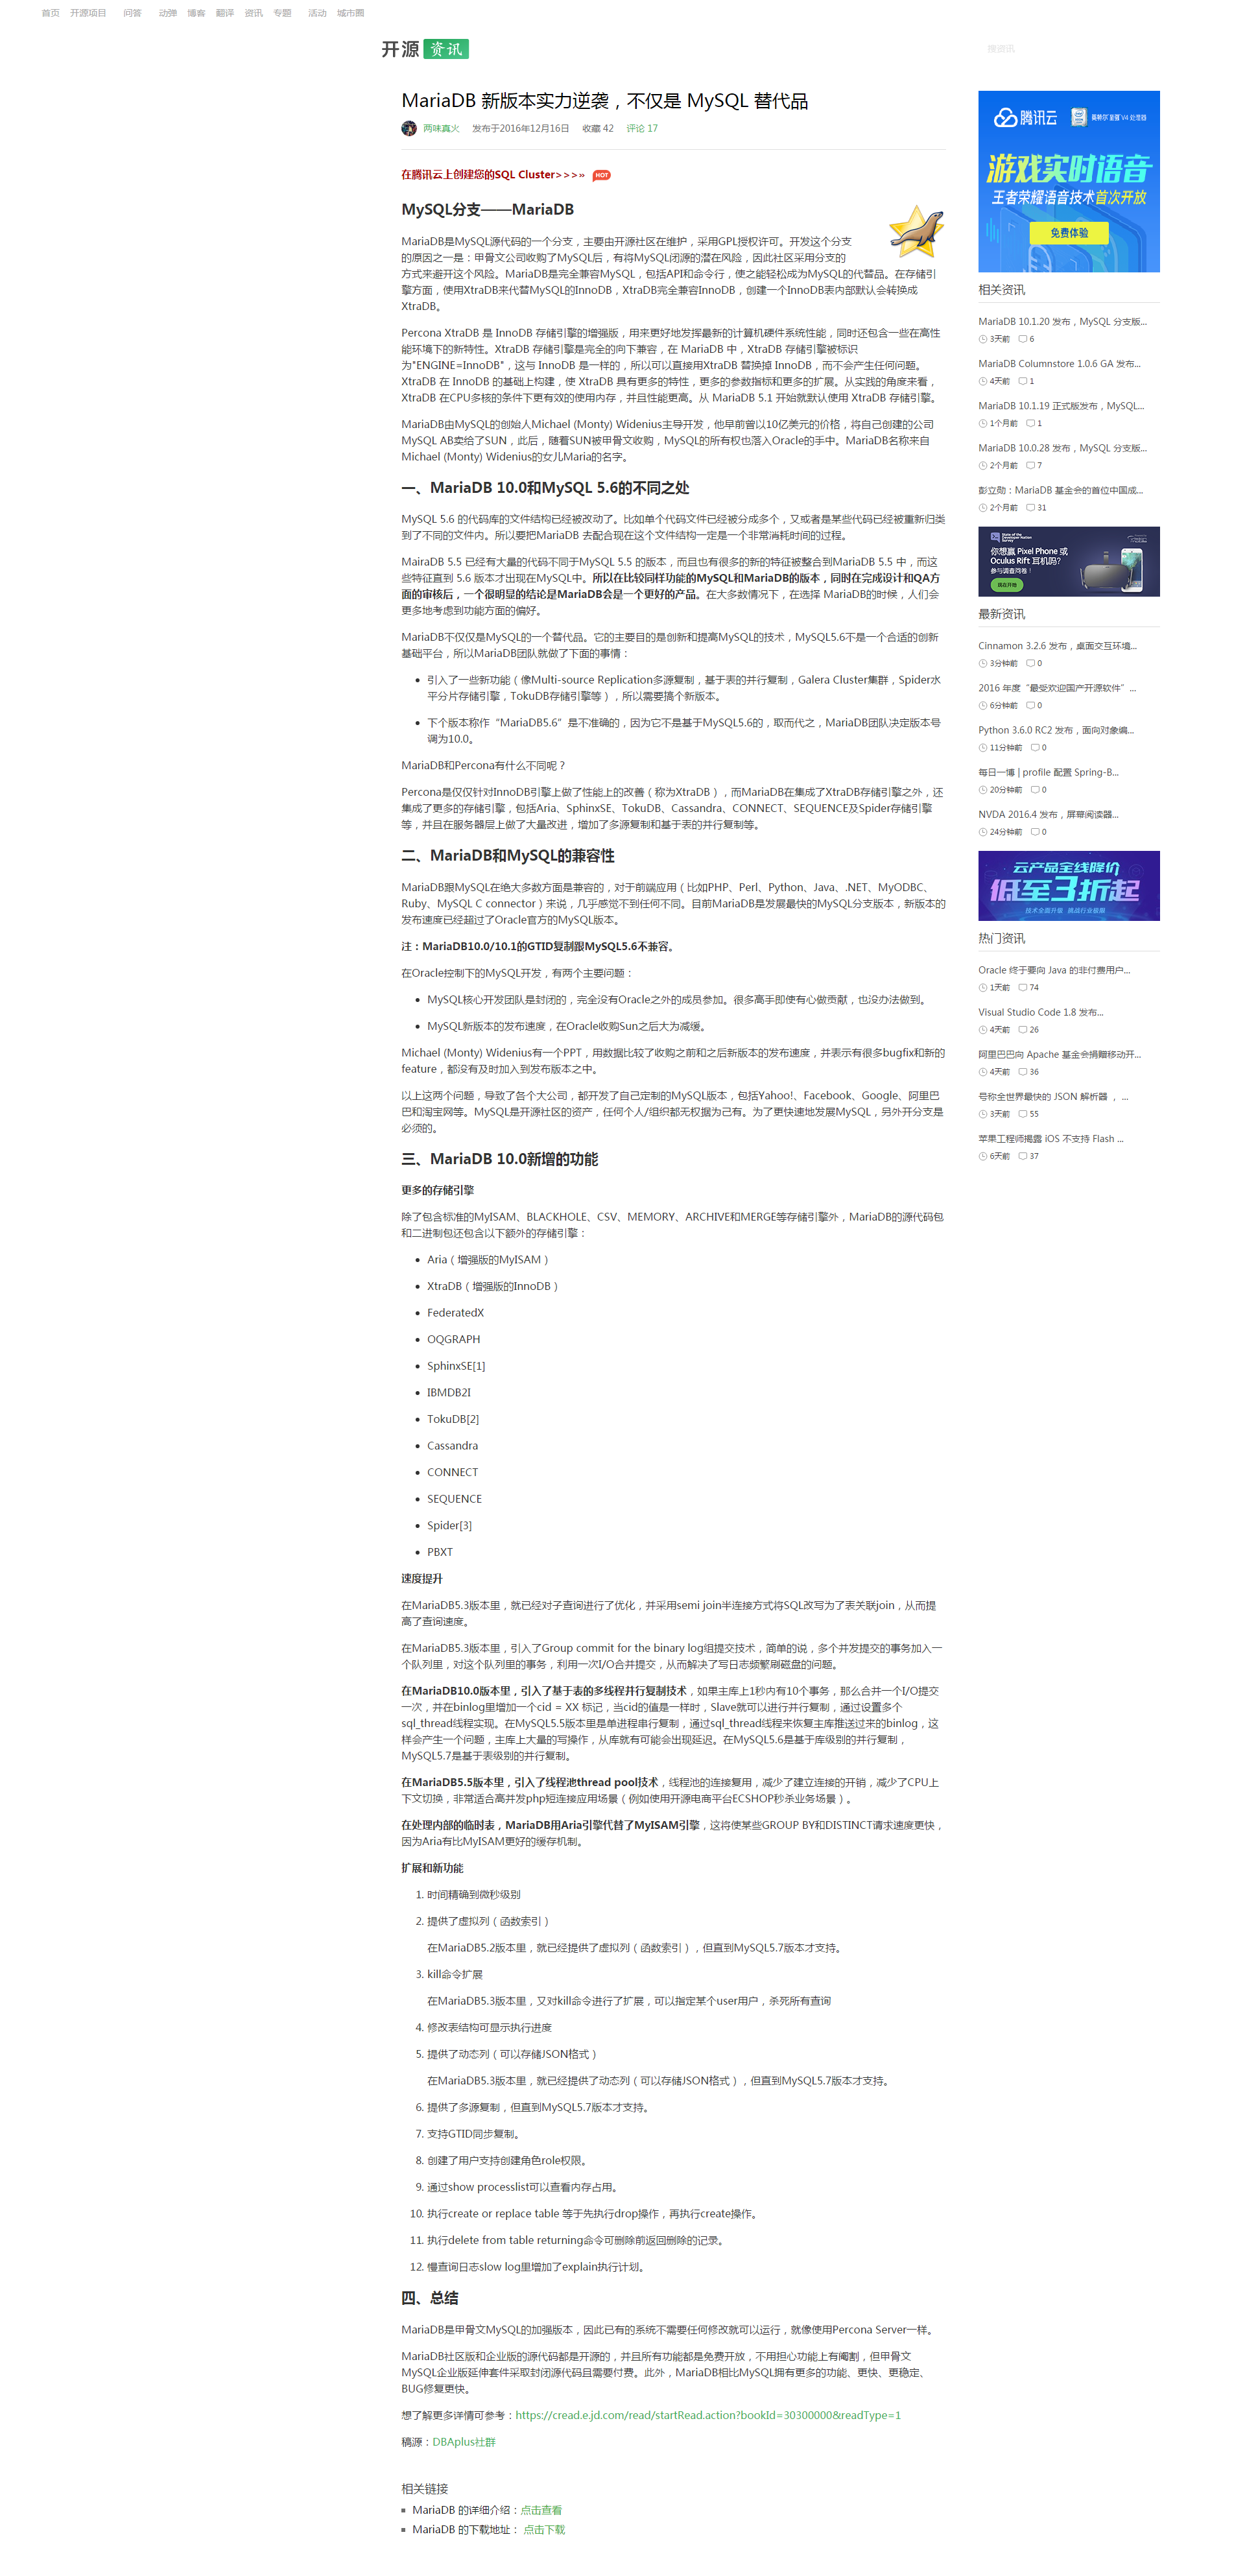 首页 开源项目 问答 动弹 博客 翻译 资讯 专题 活动 城市圈
开源 资讯
搜资讯
MariaDB 新版本实力逆袭，不仅是 MySQL 替代品
两味真火 发布于2016年12月16日 收藏 42 评论 17
在腾讯云上创建您的SQL Cluster>>>» HOT
MySQL分支——MariaDB
MariaDB是MySQL源代码的一个分支，主要由开源社区在维护，采用GPL授权许可。开发这个分支
的原因之一是：甲骨文公司收购了MySQL后，有将MySQL闭源的潜在风险，因此社区采用分支的
方式来避开这个风险。MariaDB是完全兼容MySQL，包括API和命令行，使之能轻松成为MySQL的代替品。在存储引
擎方面，使用XtraDB来代替MySQL的InnoDB，XtraDB完全兼容InnoDB，创建一个InnoDB表内部默认会转换成
XtraDB。
Percona XtraDB 是 InnoDB 存储引擎的增强版，用来更好地发挥最新的计算机硬件系统性能，同时还包含一些在高性
能环境下的新特性。XtraDB 存储引擎是完全的向下兼容，在 MariaDB 中，XtraDB 存储引擎被标识
为"ENGINE=InnoDB"，这与 InnoDB 是一样的，所以可以直接用XtraDB 替换掉 InnoDB，而不会产生任何问题。
XtraDB 在 InnoDB 的基础上构建，使 XtraDB 具有更多的特性，更多的参数指标和更多的扩展。从实践的角度来看，
XtraDB 在CPU多核的条件下更有效的使用内存，并且性能更高。从 MariaDB 5.1 开始就默认使用 XtraDB 存储引擎。
MariaDB由MySQL的创始人Michael (Monty) Widenius主导开发，他早前曾以10亿美元的价格，将自己创建的公司
MySQL AB卖给了SUN，此后，随着SUN被甲骨文收购，MySQL的所有权也落入Oracle的手中。MariaDB名称来自
Michael (Monty) Widenius的女儿Maria的名字。
一、MariaDB 10.0和MySQL 5.6的不同之处
MySQL 5.6 的代码库的文件结构已经被改动了。比如单个代码文件已经被分成多个，又或者是某些代码已经被重新归类
到了不同的文件内。所以要把MariaDB 去配合现在这个文件结构一定是一个非常消耗时间的过程。
MairaDB 5.5 已经有大量的代码不同于MySQL 5.5 的版本，而且也有很多的新的特征被整合到MariaDB 5.5 中，而这
些特征直到 5.6 版本才出现在MySQL中。所以在比较同样功能的MySQL和MariaDB的版本，同时在完成设计和QA方
面的审核后，一个很明显的结论是MariaDB会是一个更好的产品。在大多数情况下，在选择 MariaDB的时候，人们会
更多地考虑到功能方面的偏好。
MariaDB不仅仅是MySQL的一个替代品。它的主要目的是创新和提高MySQL的技术，MySQL5.6不是一个合适的创新
基础平台，所以MariaDB团队就做了下面的事情：
• 引入了一些新功能（像Multi-source Replication多源复制，基于表的并行复制，Galera Cluster集群，Spider水
平分片存储引擎，TokuDB存储引擎等），所以需要搞个新版本。
• 下个版本称作“MariaDB5.6”是不准确的，因为它不是基于MySQL5.6的，取而代之，MariaDB团队决定版本号
调为10.0。
MariaDB和Percona有什么不同呢？
Percona是仅仅针对InnoDB引擎上做了性能上的改善（称为XtraDB），而MariaDB在集成了XtraDB存储引擎之外，还
集成了更多的存储引擎，包括Aria、SphinxSE、TokuDB、Cassandra、CONNECT、SEQUENCE及Spider存储引擎
等，并且在服务器层上做了大量改进，增加了多源复制和基于表的并行复制等。
二、MariaDB和MySQL的兼容性
MariaDB跟MySQL在绝大多数方面是兼容的，对于前端应用（比如PHP、Perl、Python、Java、.NET、MyODBC、
Ruby、MySQL C connector）来说，几乎感觉不到任何不同。目前MariaDB是发展最快的MySQL分支版本，新版本的
发布速度已经超过了Oracle官方的MySQL版本。
注：MariaDB10.0/10.1的GTID复制跟MySQL5.6不兼容。
在Oracle控制下的MySQL开发，有两个主要问题：
• MySQL核心开发团队是封闭的，完全没有Oracle之外的成员参加。很多高手即使有心做贡献，也没办法做到。
• MySQL新版本的发布速度，在Oracle收购Sun之后大为减缓。
Michael (Monty) Widenius有一个PPT，用数据比较了收购之前和之后新版本的发布速度，并表示有很多bugfix和新的
feature，都没有及时加入到发布版本之中。
以上这两个问题，导致了各个大公司，都开发了自己定制的MySQL版本，包括Yahoo!、Facebook、Google、阿里巴
巴和淘宝网等。MySQL是开源社区的资产，任何个人/组织都无权据为己有。为了更快速地发展MySQL，另外开分支是
必须的。
三、MariaDB 10.0新增的功能
更多的存储引擎
除了包含标准的MyISAM、BLACKHOLE、CSV、MEMORY、ARCHIVE和MERGE等存储引擎外，MariaDB的源代码包
和二进制包还包含以下额外的存储引擎：
• Aria（增强版的MyISAM）
• XtraDB（增强版的InnoDB）
• FederatedX
• OQGRAPH
• SphinxSE[1]
• IBMDB2I
• TokuDB[2]
• Cassandra
• CONNECT
• SEQUENCE
• Spider[3]
• PBXT
速度提升
在MariaDB5.3版本里，就已经对子查询进行了优化，并采用semi join半连接方式将SQL改写为了表关联join，从而提
高了查询速度。
在MariaDB5.3版本里，引入了Group commit for the binary log组提交技术，简单的说，多个并发提交的事务加入一
个队列里，对这个队列里的事务，利用一次I/O合并提交，从而解决了写日志频繁刷磁盘的问题。
在MariaDB10.0版本里，引入了基于表的多线程并行复制技术，如果主库上1秒内有10个事务，那么合并一个I/O提交
一次，并在binlog里增加一个cid = XX 标记，当cid的值是一样时，Slave就可以进行并行复制，通过设置多个
sql_thread线程实现。在MySQL5.5版本里是单进程串行复制，通过sql_thread线程来恢复主库推送过来的binlog，这
样会产生一个问题，主库上大量的写操作，从库就有可能会出现延迟。在MySQL5.6是基于库级别的并行复制，
MySQL5.7是基于表级别的并行复制。
在MariaDB5.5版本里，引入了线程池thread pool技术，线程池的连接复用，减少了建立连接的开销，减少了CPU上
下文切换，非常适合高并发php短连接应用场景（例如使用开源电商平台ECSHOP秒杀业务场景）。
在处理内部的临时表，MariaDB用Aria引擎代替了MyISAM引擎，这将使某些GROUP BY和DISTINCT请求速度更快，
因为Aria有比MyISAM更好的缓存机制。
扩展和新功能
1. 时间精确到微秒级别
2. 提供了虚拟列（函数索引）
在MariaDB5.2版本里，就已经提供了虚拟列（函数索引），但直到MySQL5.7版本才支持。
3. kill命令扩展
在MariaDB5.3版本里，又对kill命令进行了扩展，可以指定某个user用户，杀死所有查询
4. 修改表结构可显示执行进度
5. 提供了动态列（可以存储JSON格式）
在MariaDB5.3版本里，就已经提供了动态列（可以存储JSON格式），但直到MySQL5.7版本才支持。
6. 提供了多源复制，但直到MySQL5.7版本才支持。
7. 支持GTID同步复制。
8. 创建了用户支持创建角色role权限。
9. 通过show processlist可以查看内存占用。
10. 执行create or replace table 等于先执行drop操作，再执行create操作。
11. 执行delete from table returning命令可删除前返回删除的记录。
12. 慢查询日志slow log里增加了explain执行计划。
四、总结
MariaDB是甲骨文MySQL的加强版本，因此已有的系统不需要任何修改就可以运行，就像使用Percona Server一样。
MariaDB社区版和企业版的源代码都是开源的，并且所有功能都是免费开放，不用担心功能上有阉割，但甲骨文
MySQL企业版延伸套件采取封闭源代码且需要付费。此外，MariaDB相比MySQL拥有更多的功能、更快、更稳定、
BUG修复更快。
想了解更多详情可参考：https://cread.e.jd.com/read/startRead.action?bookId=30300000&readType=1
稿源：DBAplus社群
相关链接
MariaDB 的详细介绍：点击查看
MariaDB 的下载地址： 点击下载
腾讯云 英特尔 至强 V4 处理器
游戏实时语音
王者荣耀语音技术首次开放
免费体验
相关资讯
MariaDB 10.1.20 发布，MySQL 分支版...
3天前 6
MariaDB Columnstore 1.0.6 GA 发布...
4天前 1
MariaDB 10.1.19 正式版发布，MySQL...
1个月前 1
MariaDB 10.0.28 发布，MySQL 分支版...
2个月前 7
彭立勋：MariaDB 基金会的首位中国成...
2个月前 31
你想赢 Pixel Phone 或
Oculus Rift 耳机吗？
参与调查问卷！
现在开始
最新资讯
Cinnamon 3.2.6 发布，桌面交互环境...
3分钟前 0
2016 年度“最受欢迎国产开源软件”...
6分钟前 0
Python 3.6.0 RC2 发布，面向对象编...
11分钟前 0
每日一博 | profile 配置 Spring-B...
20分钟前 0
NVDA 2016.4 发布，屏幕阅读器...
24分钟前 0
云产品全线降价
低至3折起
技术全面升级 挑战行业极限
热门资讯
Oracle 终于要向 Java 的非付费用户...
1天前 74
Visual Studio Code 1.8 发布...
4天前 26
阿里巴巴向 Apache 基金会捐赠移动开...
4天前 36
号称全世界最快的 JSON 解析器 ， ...
3天前 55
苹果工程师揭露 iOS 不支持 Flash ...
6天前 37